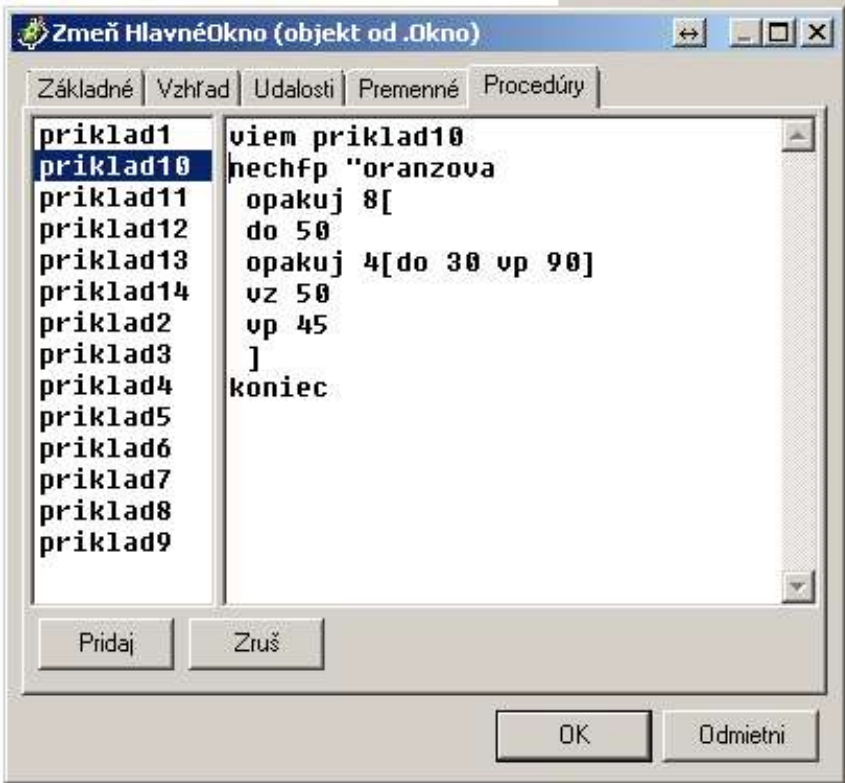 Zmeň HlavnéOkno (objekt od .Okno)
Základné Vzhľad Udalosti Premenné Procedúry
priklad1
priklad10
priklad11
priklad12
priklad13
priklad14
priklad2
priklad3
priklad4
priklad5
priklad6
priklad7
priklad8
priklad9
viem priklad10
nechfp "oranzova
opakuj 8[
do 50
opakuj 4[do 30 vp 90]
vz 50
vp 45
]
koniec
Pridaj Zruš
OK Odmietni